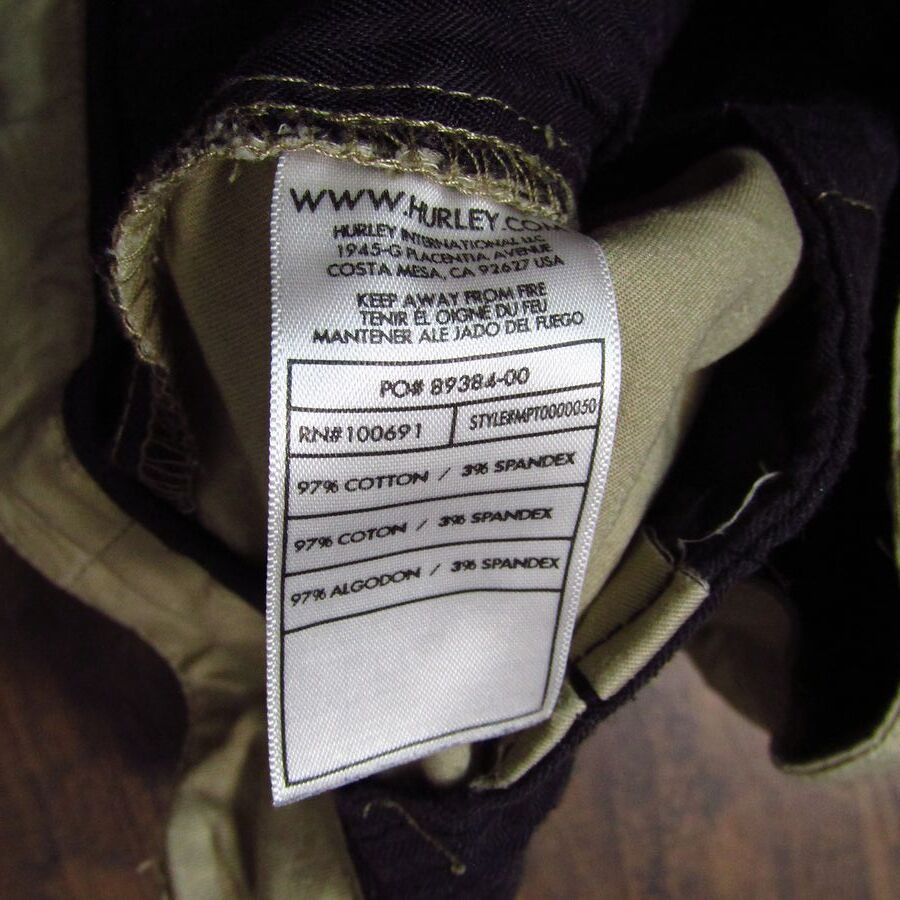 WWW.HURLEY.COM
HURLEY INTERNATIONAL LLC
1945-G PLACENTIA AVENUE
COSTA MESA, CA 92627 USA
KEEP AWAY FROM FIRE
TENIR EL OIGNE DU FEU
MANTENER ALE JADO DEL FUEGO
PO# 89384-00
RN#100691
STYLE#MPT0000050
97% COTTON / 3% SPANDEX
97% COTON / 3% SPANDEX
97% ALGODON / 3% SPANDEX